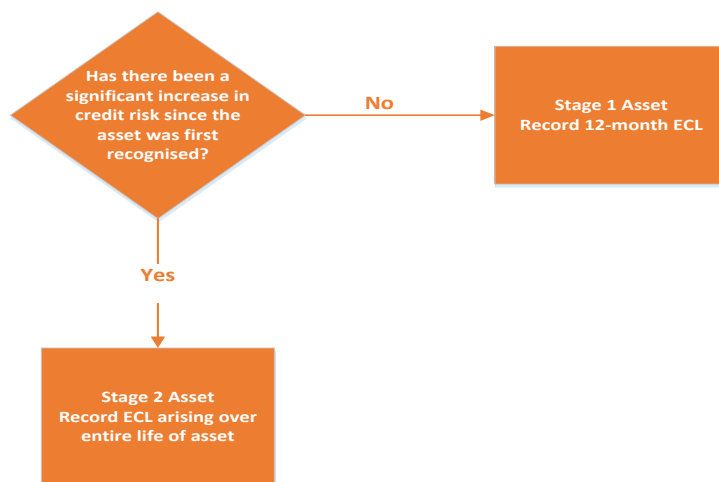 Has there been a
significant increase in
credit risk since the
asset was first
recognised?
No
Stage 1 Asset
Record 12-month ECL
Yes
Stage 2 Asset
Record ECL arising over
entire life of asset